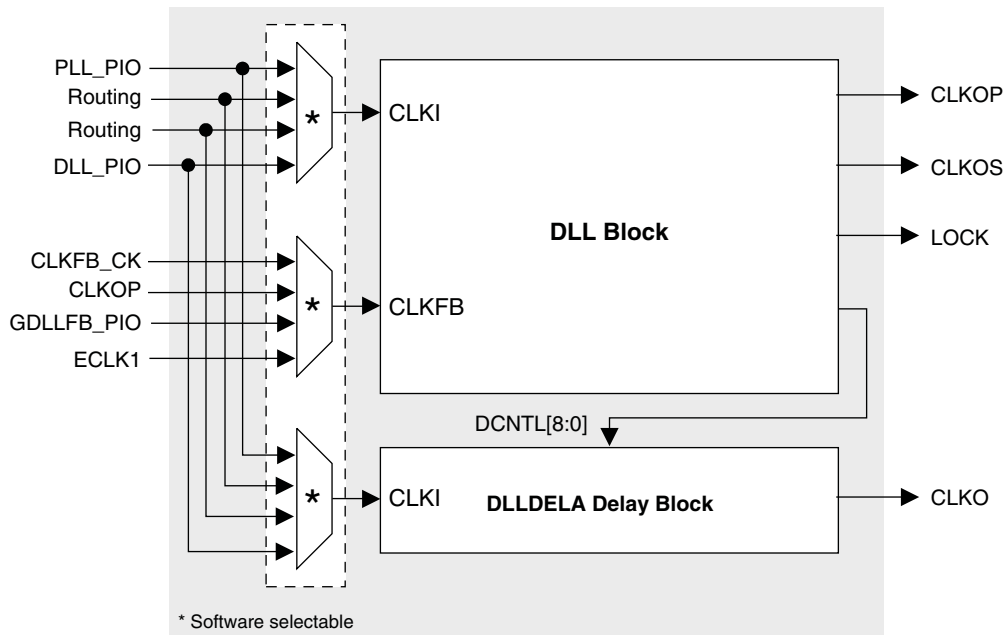 PLL_PIO
Routing
Routing
DLL_PIO
*
CLKI
CLKFB_CK
CLKOP
GDLLFB_PIO
ECLK1
*
CLKFB
DLL Block
CLKOP
CLKOS
LOCK
DCNTL[8:0]
*
CLKI
DLLDELA Delay Block
CLKO
* Software selectable